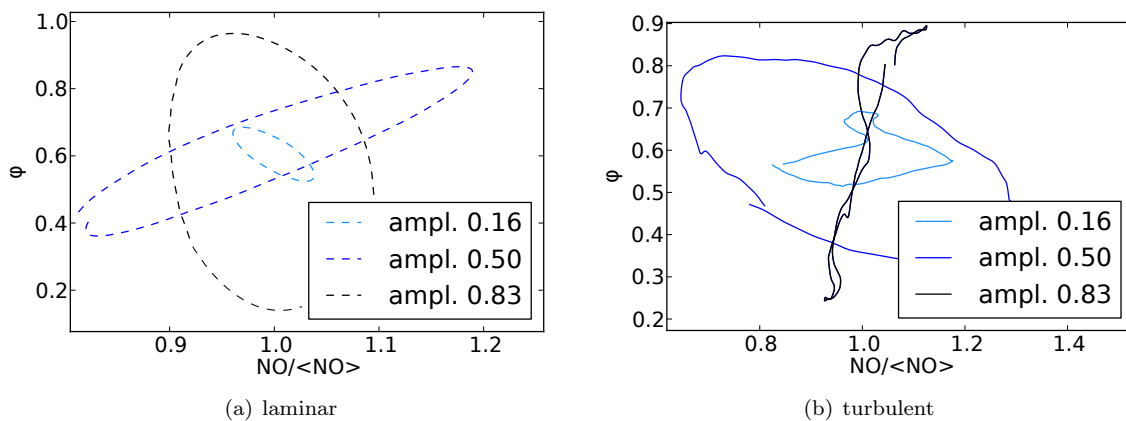 1.0
0.8
0.6
0.4
0.2
φ
0.9 1.0 1.1 1.2
NO/<NO>
ampl. 0.16
ampl. 0.50
ampl. 0.83
(a) laminar
0.9
0.8
0.7
0.6
0.5
0.4
0.3
0.2
φ
0.8 1.0 1.2 1.4
NO/<NO>
ampl. 0.16
ampl. 0.50
ampl. 0.83
(b) turbulent